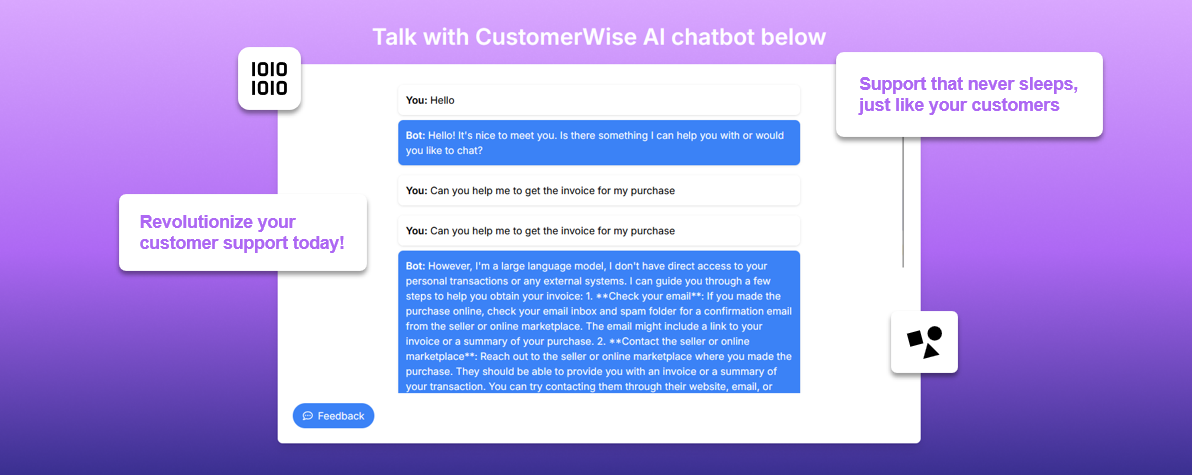 Talk with CustomerWise AI chatbot below
IOIO
IOIO
Support that never sleeps,
just like your customers
You: Hello
Bot: Hello! It's nice to meet you. Is there something I can help you with or would
you like to chat?
You: Can you help me to get the invoice for my purchase
Revolutionize your
customer support today!
You: Can you help me to get the invoice for my purchase
Bot: However, I'm a large language model, I don't have direct access to your
personal transactions or any external systems. I can guide you through a few
steps to help you obtain your invoice: 1. **Check your email**: If you made the
purchase online, check your email inbox and spam folder for a confirmation email
from the seller or online marketplace. The email might include a link to your
invoice or a summary of your purchase. 2. **Contact the seller or online
marketplace**: Reach out to the seller or online marketplace where you made the
purchase. They should be able to provide you with an invoice or a summary of
your transaction. You can try contacting them through their website, email, or
Feedback